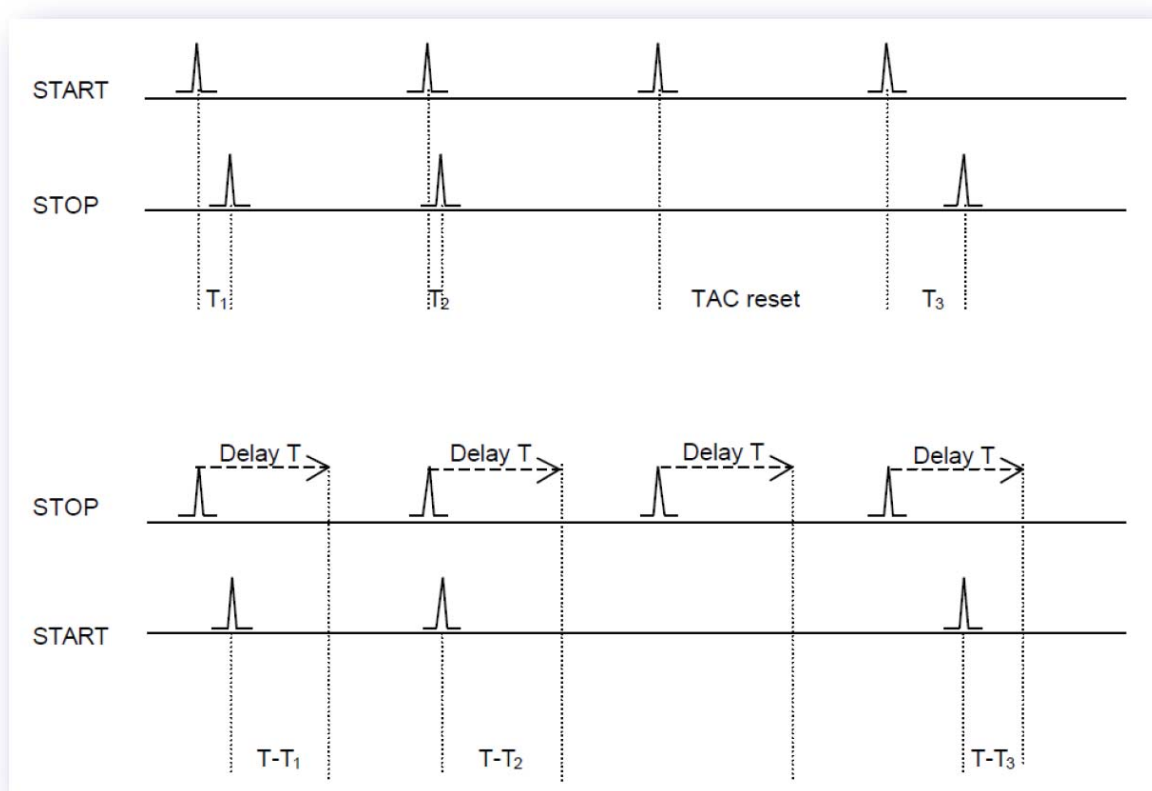 START
STOP
T₁ T₂ TAC reset T₃
Delay T Delay T Delay T Delay T
STOP
START
T-T₁ T-T₂ T-T₃